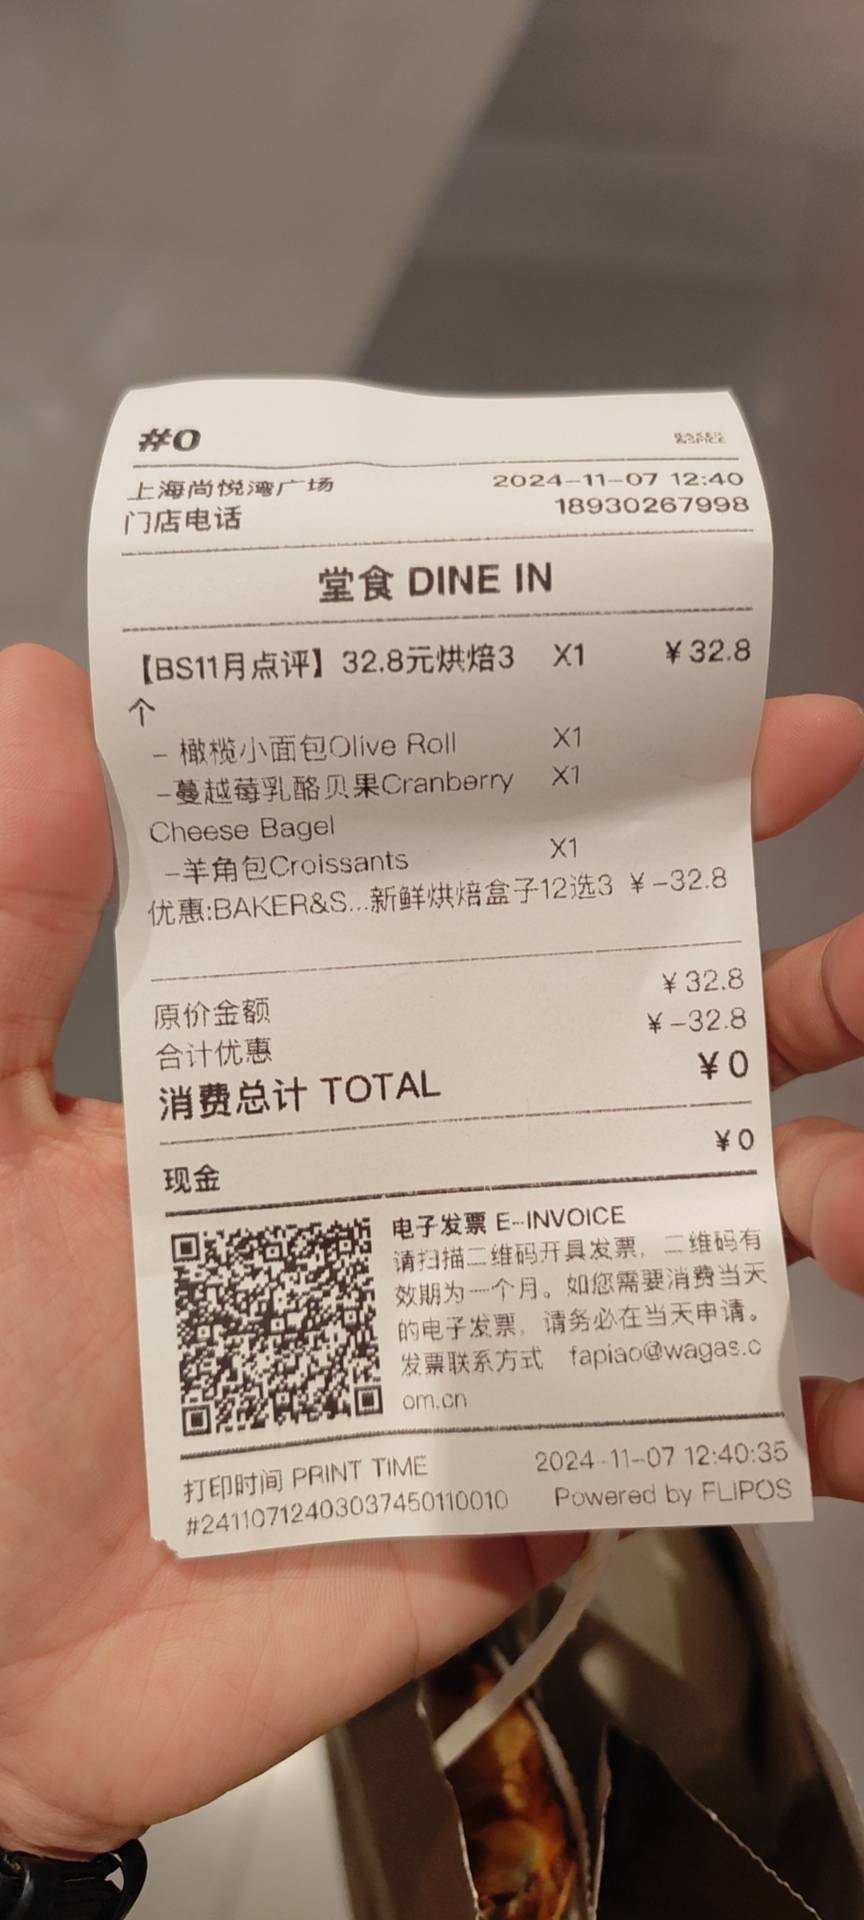 #0
BAKER
&SPICE
上海尚悦湾广场 2024-11-07 12:40
门店电话 18930267998
堂食 DINE IN
【BS11月点评】32.8元烘焙3 X1 ¥32.8
个
- 橄榄小面包Olive Roll X1
-蔓越莓乳酪贝果Cranberry X1
Cheese Bagel
-羊角包Croissants X1
优惠:BAKER&S...新鲜烘焙盒子12选3 ¥-32.8
原价金额 ¥32.8
合计优惠 ¥-32.8
消费总计 TOTAL ¥0
现金 ¥0
电子发票 E-INVOICE
请扫描二维码开具发票，二维码有
效期为一个月。如您需要消费当天
的电子发票，请务必在当天申请。
发票联系方式 fapiao@wagas.c
om.cn
打印时间 PRINT TIME 2024-11-07 12:40:35
#241107124030374501​10010 Powered by FLIPOS